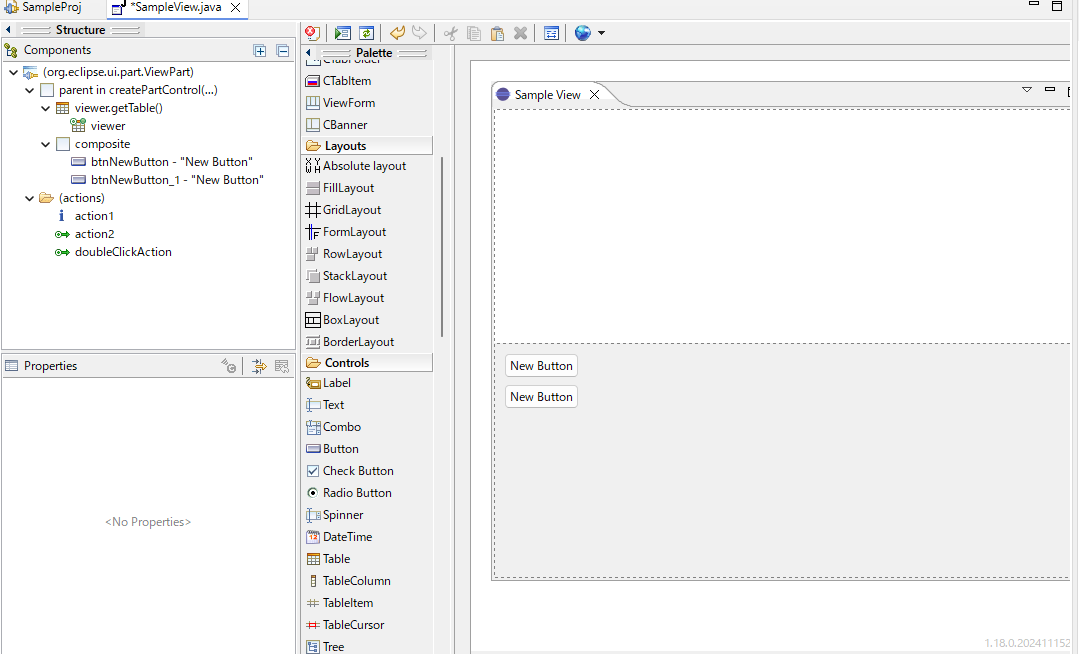 SampleProj
*SampleView.java
Structure
Components
(org.eclipse.ui.part.ViewPart)
parent in createPartControl(...)
viewer.getTable()
viewer
composite
btnNewButton - "New Button"
btnNewButton_1 - "New Button"
(actions)
action1
action2
doubleClickAction
Properties
<No Properties>
Palette
CTabFolder
CTabItem
ViewForm
CBanner
Layouts
Absolute layout
FillLayout
GridLayout
FormLayout
RowLayout
StackLayout
FlowLayout
BoxLayout
BorderLayout
Controls
Label
Text
Combo
Button
Check Button
Radio Button
Spinner
DateTime
Table
TableColumn
TableItem
TableCursor
Tree
Sample View
New Button
New Button
1.18.0.202411152